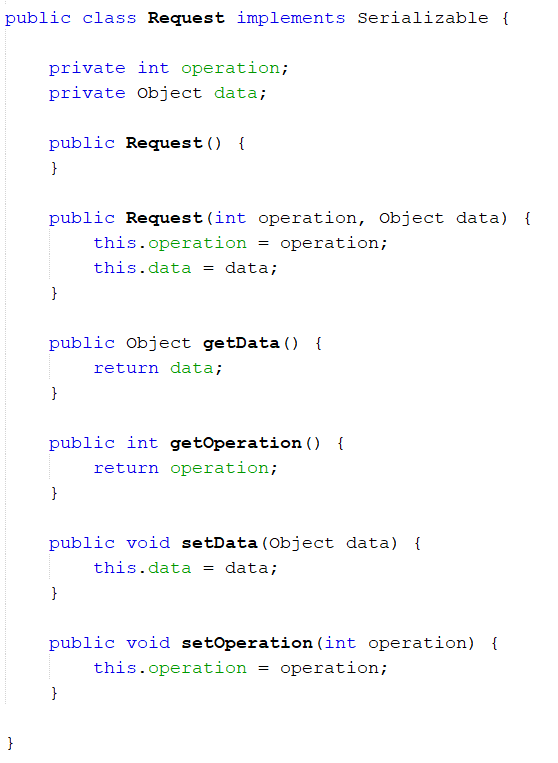 public class Request implements Serializable {
private int operation;
private Object data;
public Request() {
}
public Request(int operation, Object data) {
this.operation = operation;
this.data = data;
}
public Object getData() {
return data;
}
public int getOperation() {
return operation;
}
public void setData(Object data) {
this.data = data;
}
public void setOperation(int operation) {
this.operation = operation;
}
}